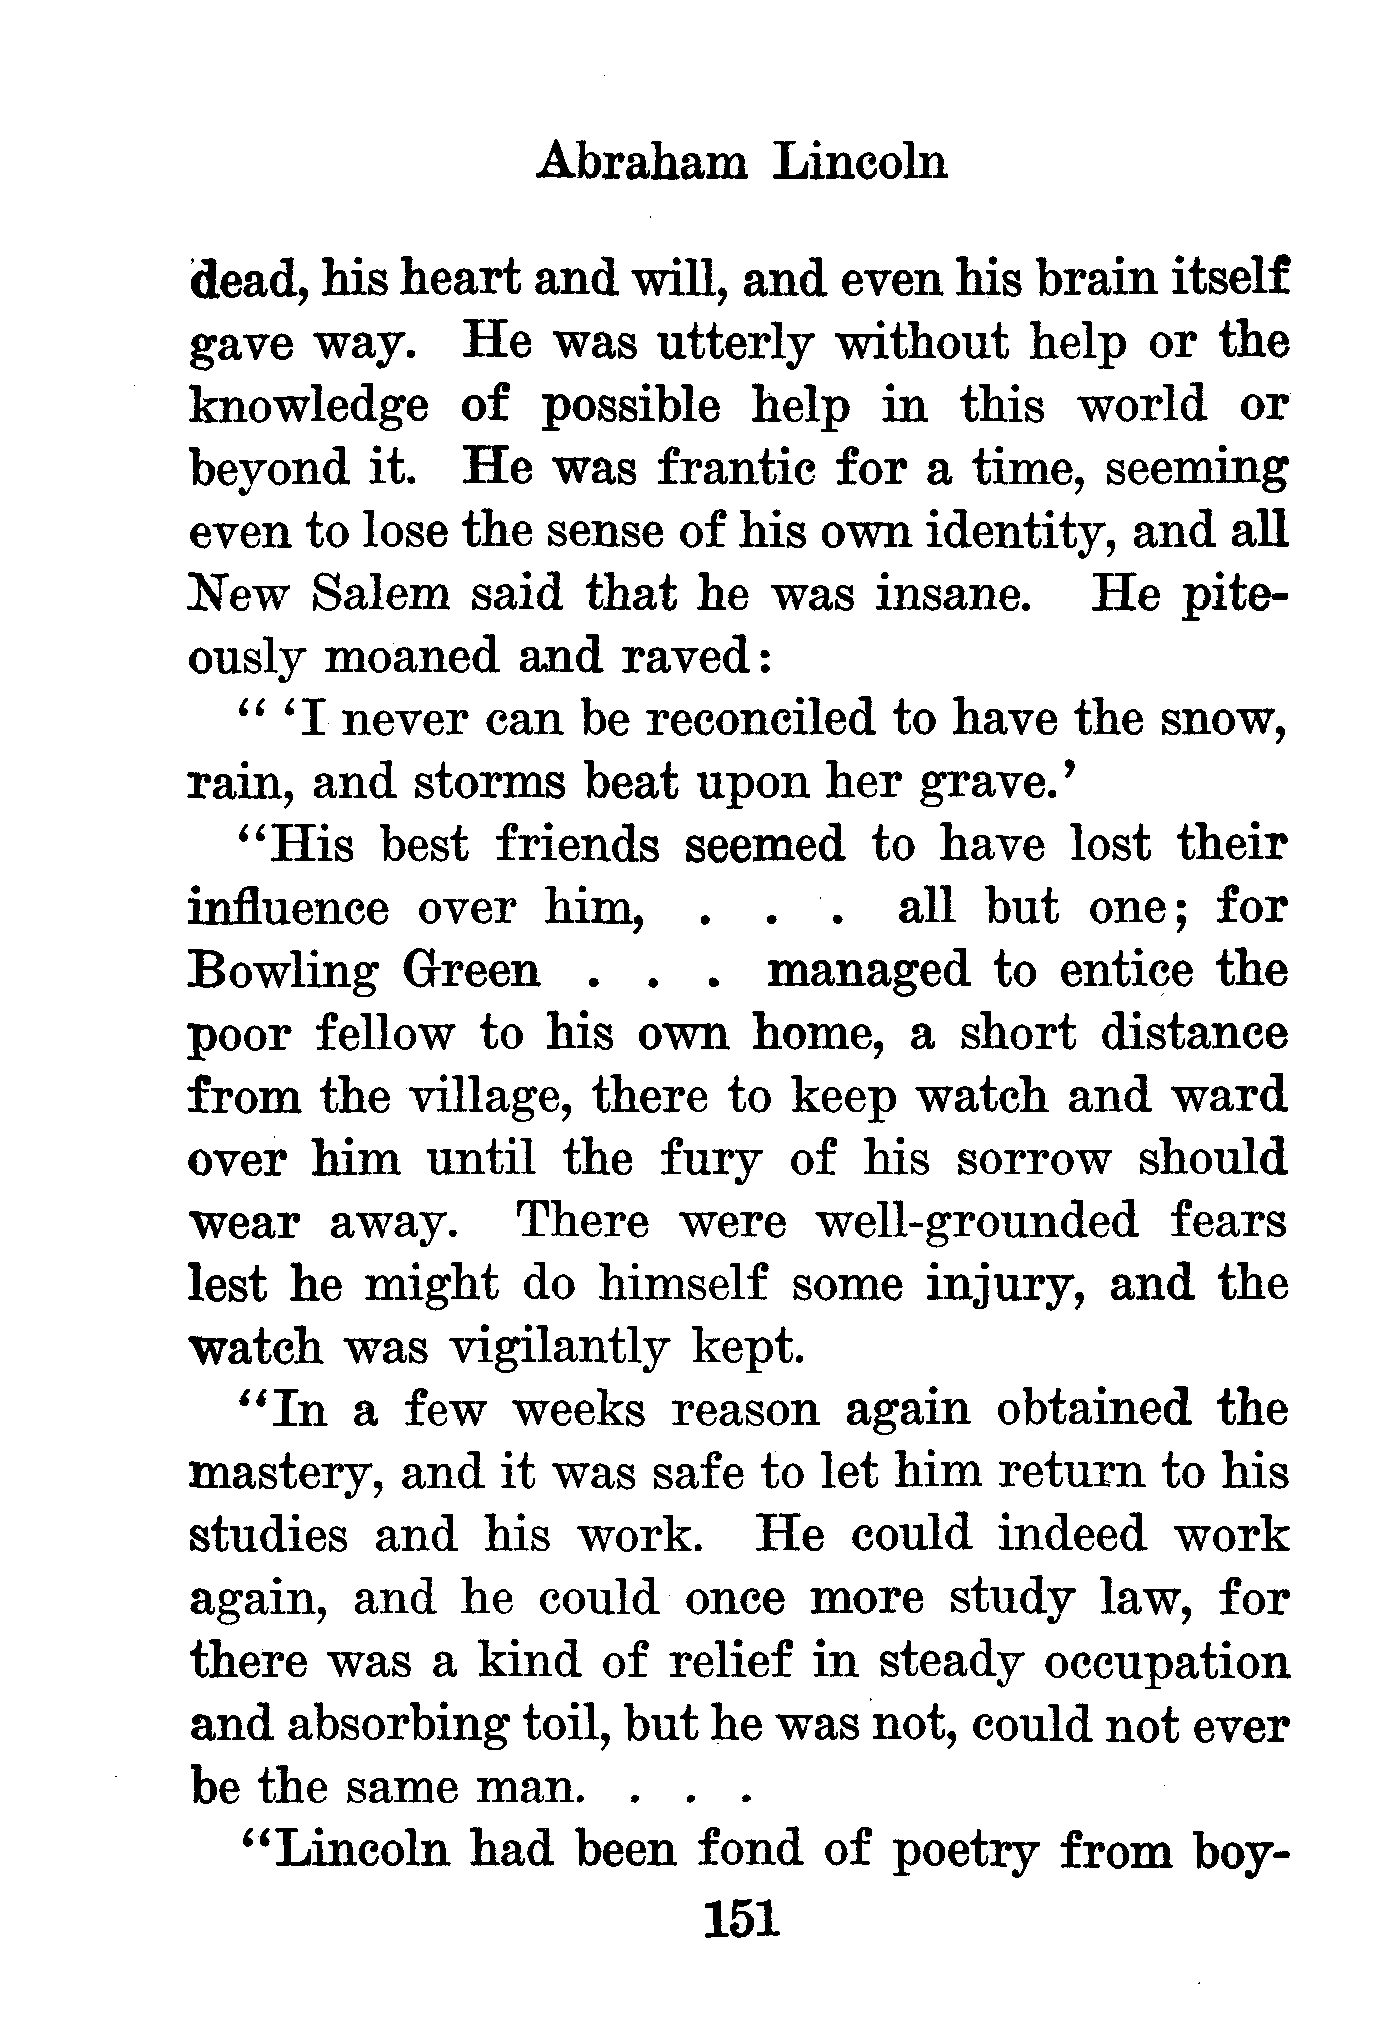 Abraham Lincoln
dead, his heart and will, and even his brain itself
gave way. He was utterly without help or the
knowledge of possible help in this world or
beyond it. He was frantic for a time, seeming
even to lose the sense of his own identity, and all
New Salem said that he was insane. He pite-
ously moaned and raved:
“ ‘I never can be reconciled to have the snow,
rain, and storms beat upon her grave.’
“His best friends seemed to have lost their
influence over him, . . . all but one; for
Bowling Green . . . managed to entice the
poor fellow to his own home, a short distance
from the village, there to keep watch and ward
over him until the fury of his sorrow should
wear away. There were well-grounded fears
lest he might do himself some injury, and the
watch was vigilantly kept.
“In a few weeks reason again obtained the
mastery, and it was safe to let him return to his
studies and his work. He could indeed work
again, and he could once more study law, for
there was a kind of relief in steady occupation
and absorbing toil, but he was not, could not ever
be the same man. . . .
“Lincoln had been fond of poetry from boy-
151